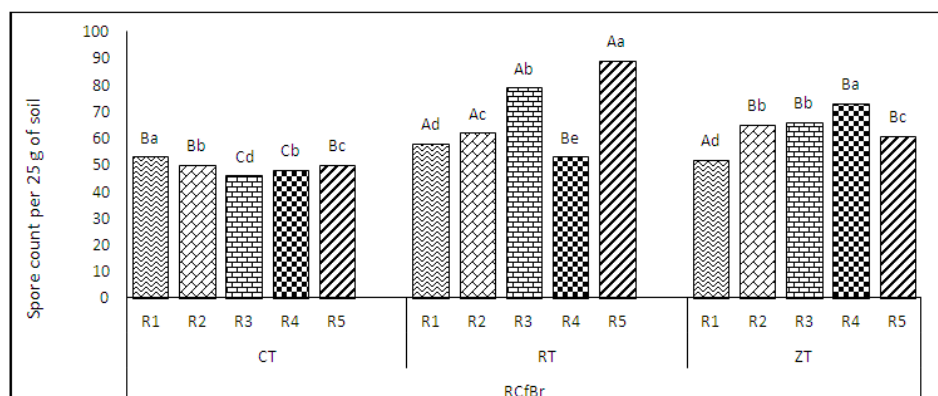 Spore count per 25 g of soil
100
90
80
70
60
50
40
30
20
10
0
Ba Bb Cd Cb Bc
Ad Ac Ab Be Aa
Ad Bb Bb Ba Bc
R1 R2 R3 R4 R5 R1 R2 R3 R4 R5 R1 R2 R3 R4 R5
CT RT ZT
RCfBr